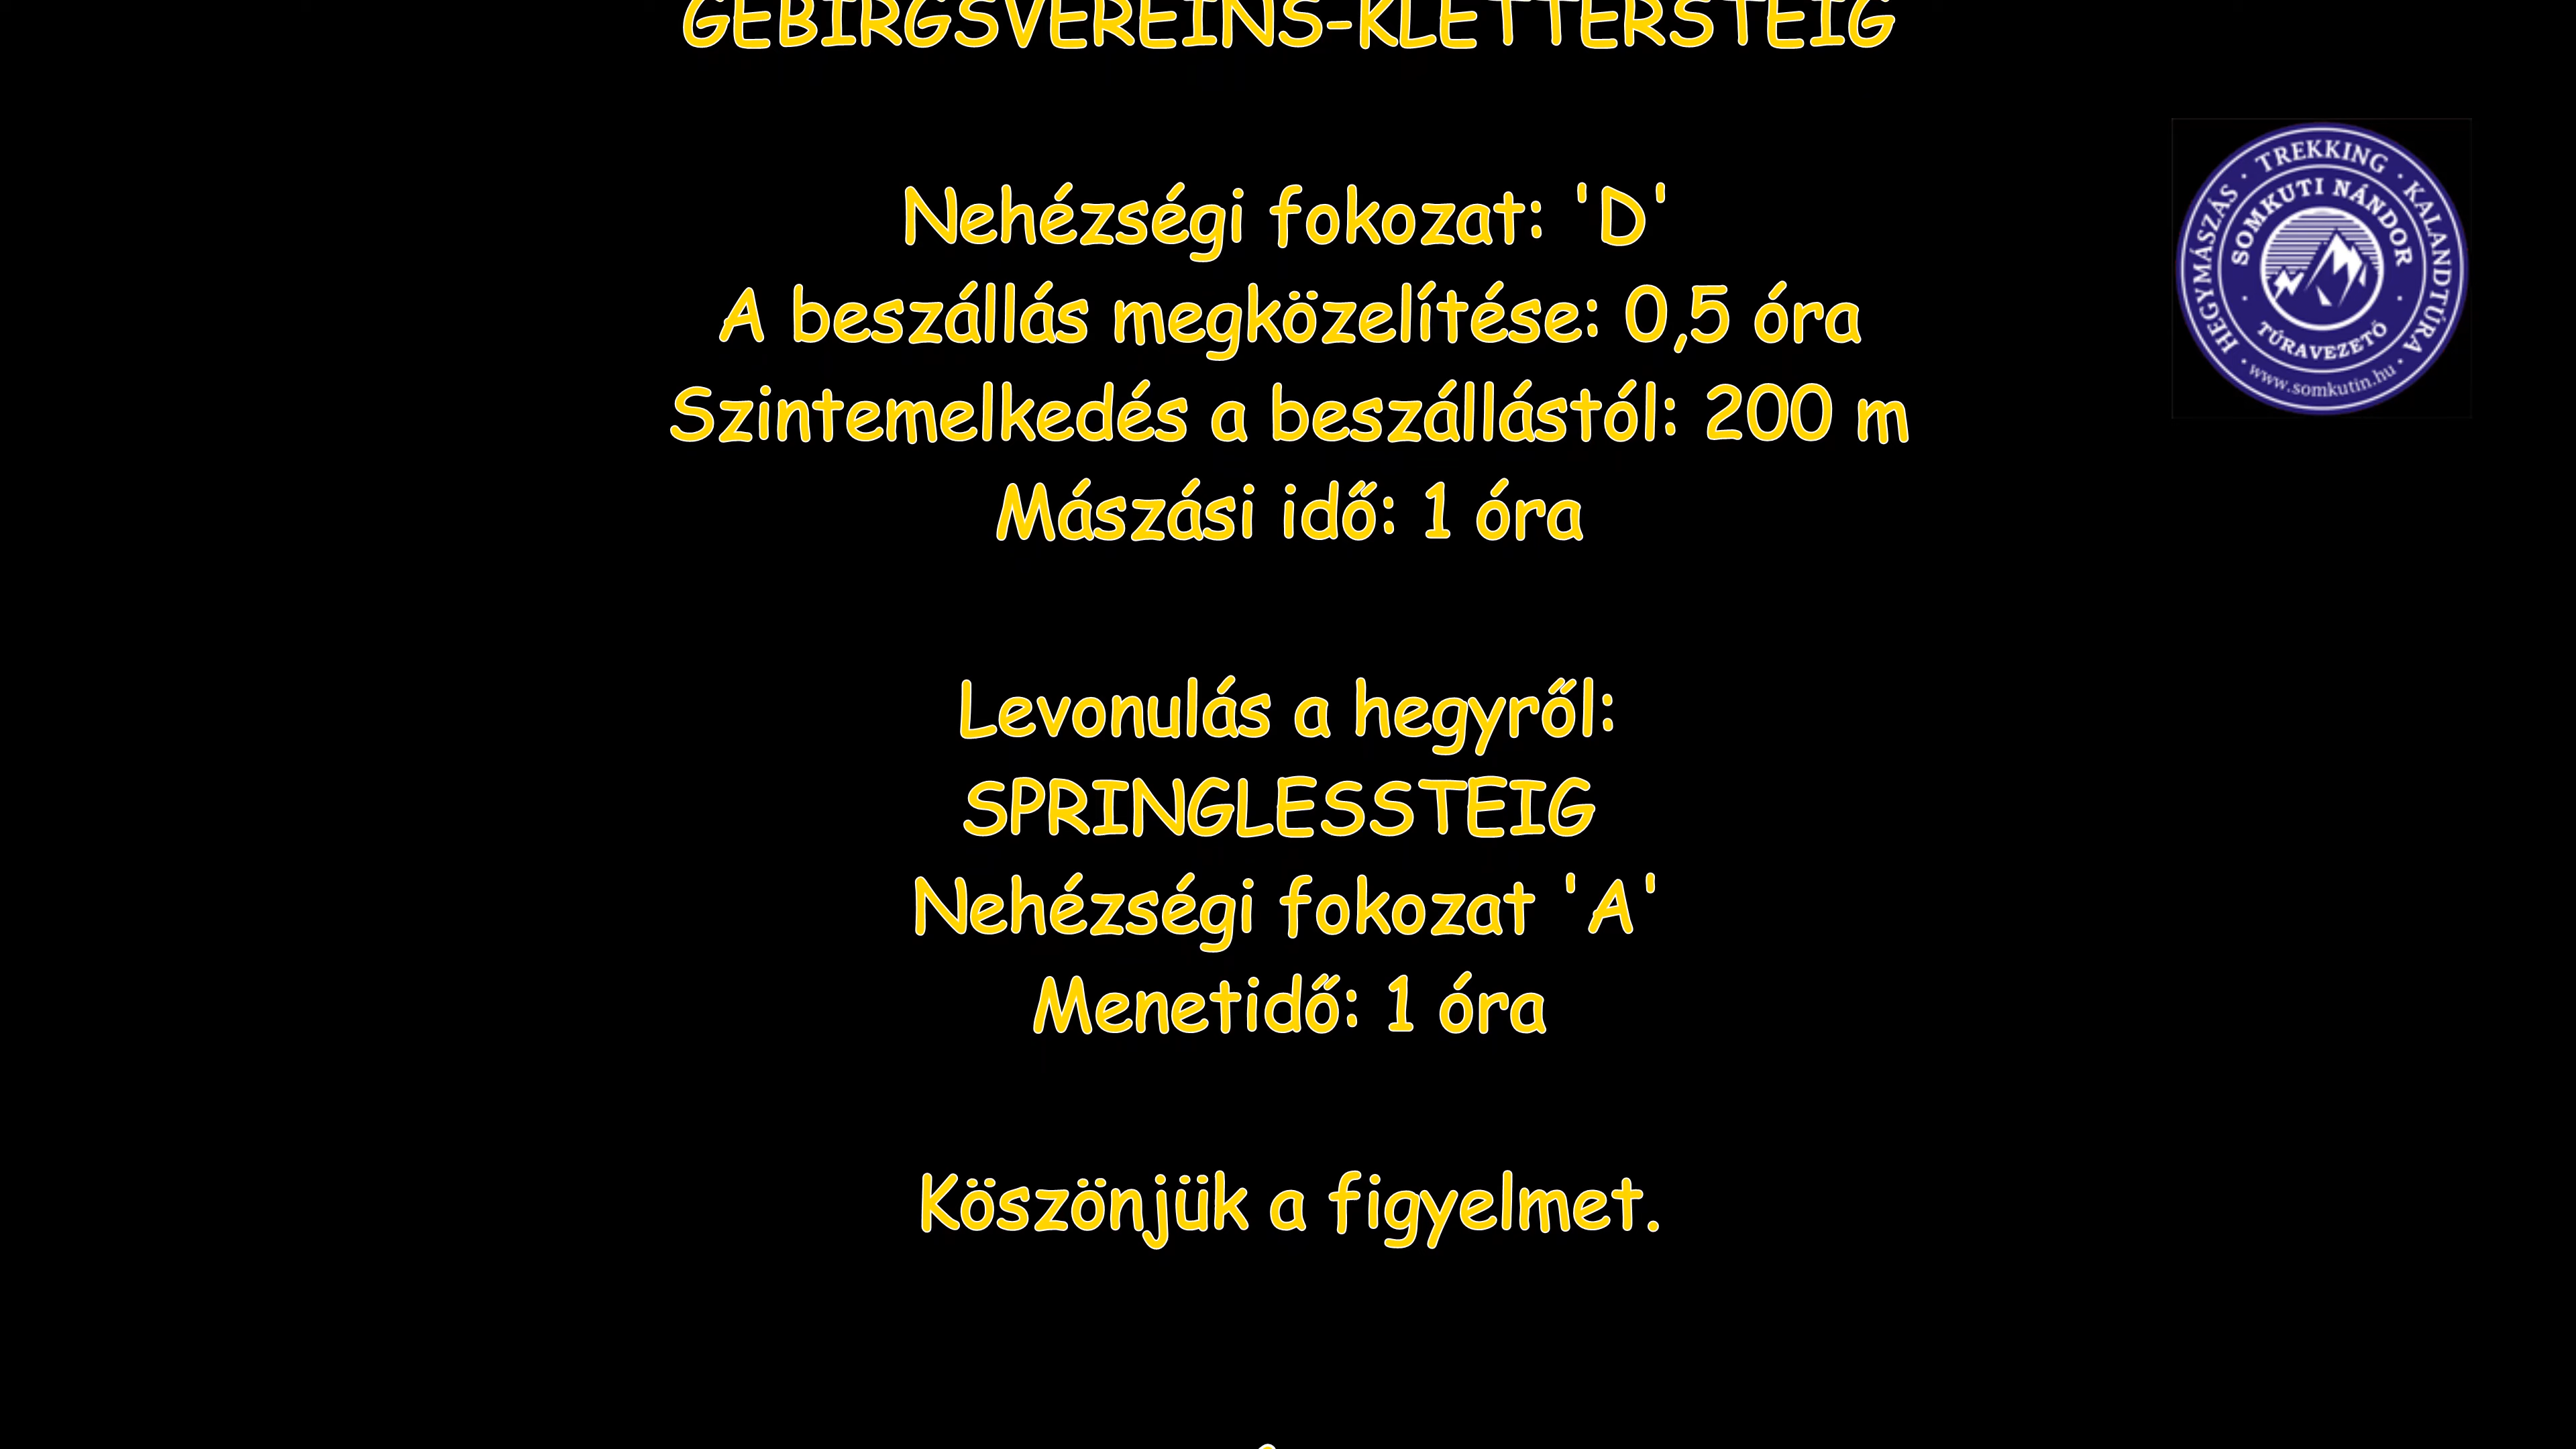 GEBIRGSVEREINS-KLETTERSTEIG
Nehézségi fokozat: 'D'
A beszállás megközelítése: 0,5 óra
Szintemelkedés a beszállástól: 200 m
Mászási idő: 1 óra
Levonulás a hegyről:
SPRINGLESSTEIG
Nehézségi fokozat 'A'
Menetidő: 1 óra
Köszönjük a figyelmet.
HEGYMÁSZÁS · TREKKING · KALANDTÚRA
SOMKUTI NÁNDOR
TÚRAVEZETŐ
www.somkutin.hu